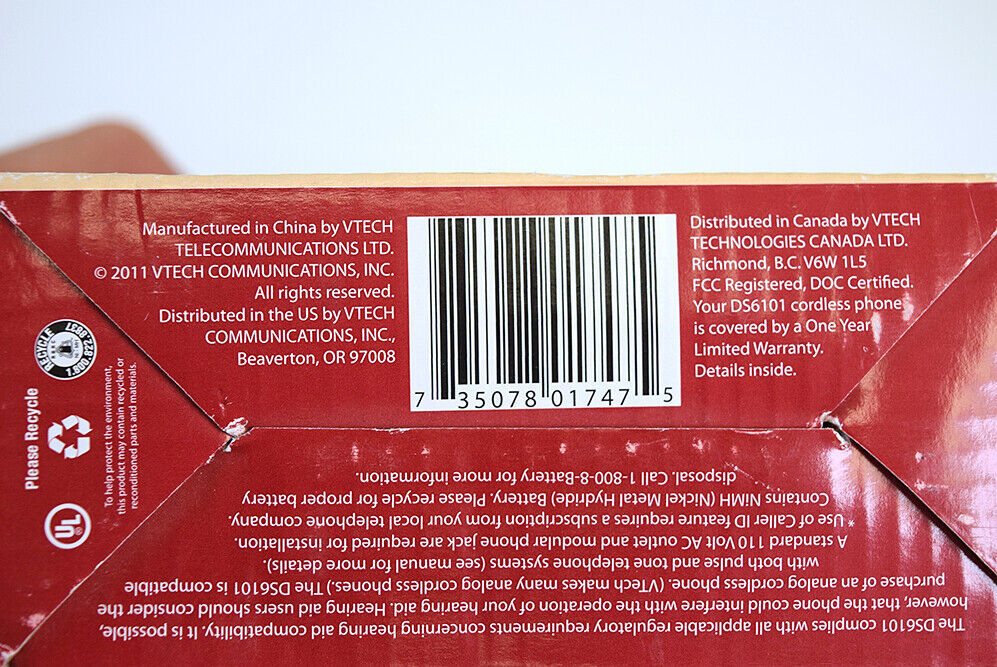 Manufactured in China by VTECH
TELECOMMUNICATIONS LTD.
© 2011 VTECH COMMUNICATIONS, INC.
All rights reserved.
Distributed in the US by VTECH
COMMUNICATIONS, INC.,
Beaverton, OR 97008
7 35078 01747 5
Distributed in Canada by VTECH
TECHNOLOGIES CANADA LTD.
Richmond, B.C. V6W 1L5
FCC Registered, DOC Certified.
Your DS6101 cordless phone
is covered by a One Year
Limited Warranty.
Details inside.
RECYCLE
1.800.822.8837
Please Recycle
To help protect the environment,
this product may contain recycled or
reconditioned parts and materials.
UL
The DS6101 complies with all applicable regulatory requirements concerning hearing aid compatibility. It is possible,
however, that the phone could interfere with the operation of your hearing aid. Hearing aid users should consider the
purchase of an analog cordless phone. (VTech makes many analog cordless phones.) The DS6101 is compatible
with both pulse and tone telephone systems (see manual for more details).
A standard 110 Volt AC outlet and modular phone jack are required for installation.
* Use of Caller ID feature requires a subscription from your local telephone company.
Contains NiMH (Nickel Metal Hydride) Battery. Please recycle for proper battery
disposal. Call 1-800-8-Battery for more information.